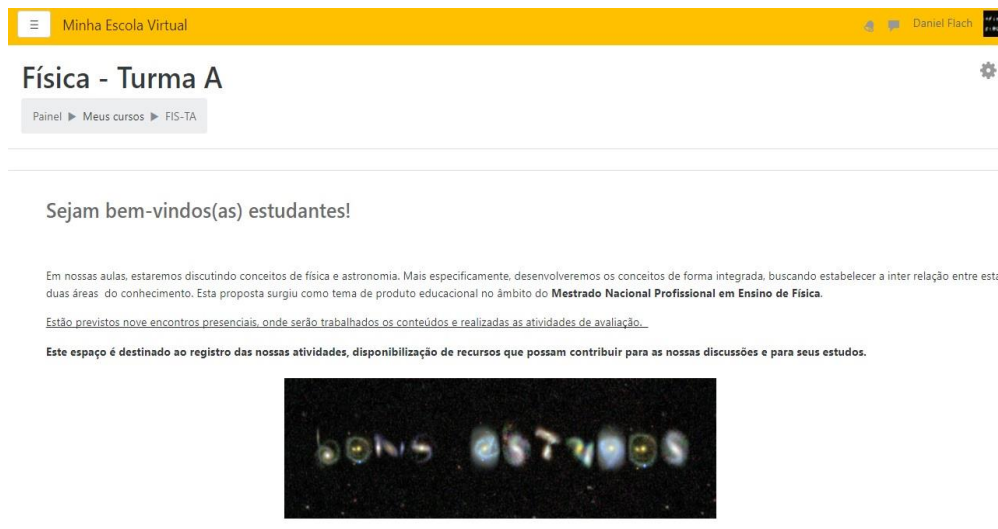 Minha Escola Virtual
Daniel Flach
Física - Turma A
Painel ▶ Meus cursos ▶ FIS-TA
Sejam bem-vindos(as) estudantes!
Em nossas aulas, estaremos discutindo conceitos de física e astronomia. Mais especificamente, desenvolveremos os conceitos de forma integrada, buscando estabelecer a inter relação entre esta
duas áreas do conhecimento. Esta proposta surgiu como tema de produto educacional no âmbito do Mestrado Nacional Profissional em Ensino de Física.
Estão previstos nove encontros presenciais, onde serão trabalhados os conteúdos e realizadas as atividades de avaliação.
Este espaço é destinado ao registro das nossas atividades, disponibilização de recursos que possam contribuir para as nossas discussões e para seus estudos.
bons estudos